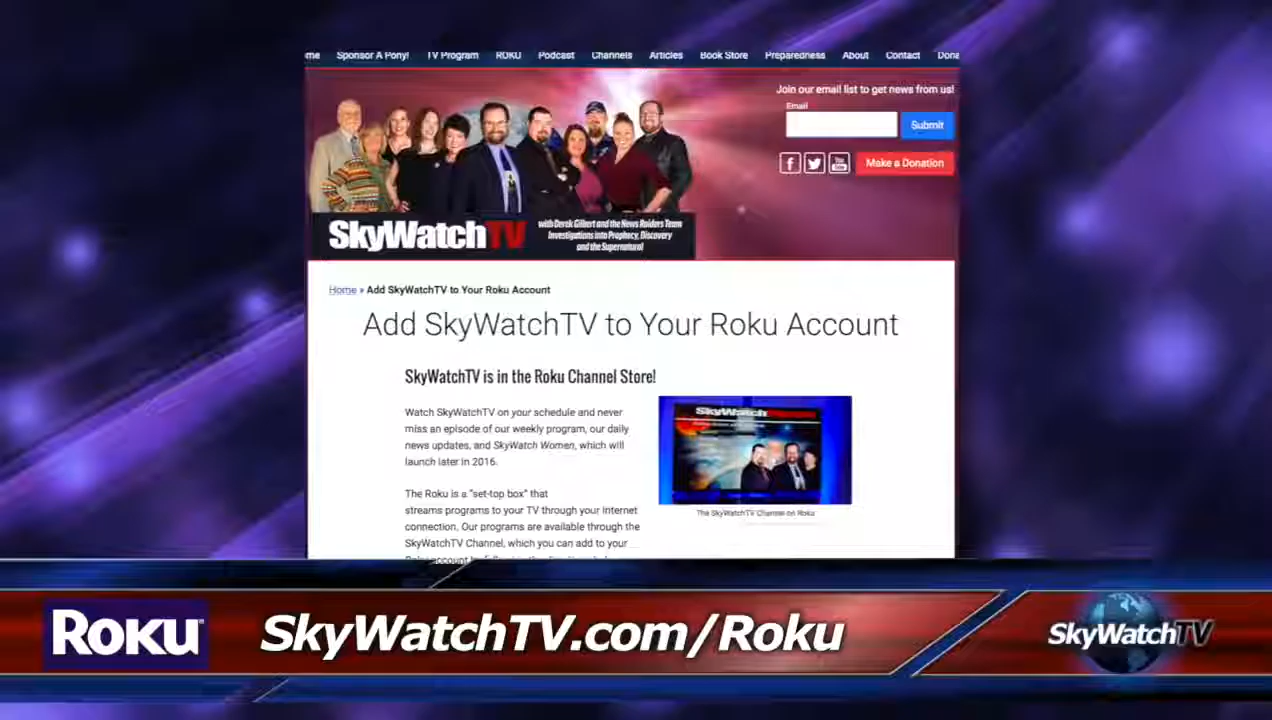 me Sponsor A Pony! TV Program ROKU Podcast Channels Articles Book Store Preparedness About Contact Dona
Join our email list to get news from us!
Email
Submit
f You Tube Make a Donation
SkyWatchTV
with Derek Gilbert and the News Raiders Team
Investigations into Prophecy, Discovery
and the Supernatural
Home » Add SkyWatchTV to Your Roku Account
Add SkyWatchTV to Your Roku Account
SkyWatchTV is in the Roku Channel Store!
Watch SkyWatchTV on your schedule and never
miss an episode of our weekly program, our daily
news updates, and SkyWatch Women, which will
launch later in 2016.
SkyWatch
The SkyWatchTV Channel on Roku
The Roku is a "set-top box" that
streams programs to your TV through your Internet
connection. Our programs are available through the
SkyWatchTV Channel, which you can add to your
ROKU
SkyWatchTV.com/Roku
SkyWatchTV